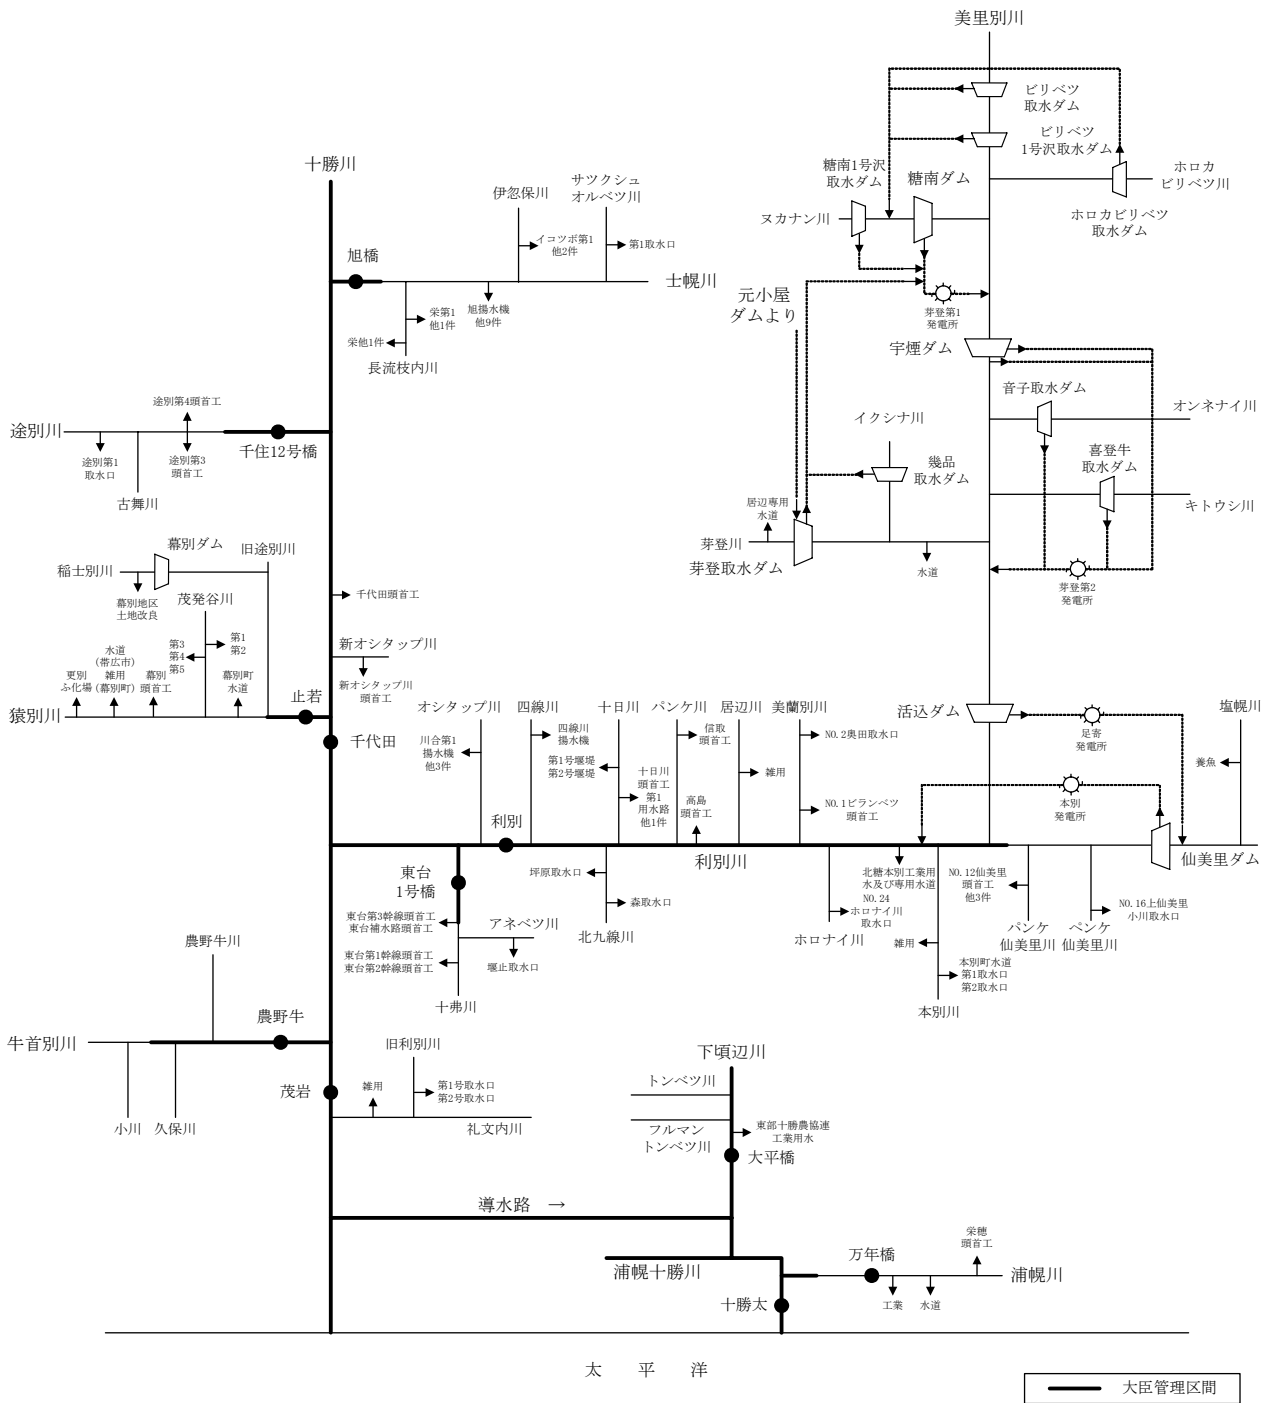 美里別川
ビリベツ
取水ダム
ビリベツ
1号沢取水ダム
十勝川
糖南1号沢
取水ダム
糖南ダム
ホロカ
ビリベツ川
サツクシュ
オルベツ川
伊忽保川
ヌカナン川
ホロカビリベツ
取水ダム
イコツボ第1
他2件
第1取水口
旭橋
士幌川
元小屋
ダムより
栄第1
他1件
旭揚水機
他9件
芽登第1
発電所
栄他1件
長流枝内川
宇煙ダム
音子取水ダム
途別第4頭首工
オンネナイ川
イクシナ川
途別川
千住12号橋
途別第1
取水口
途別第3
頭首工
幾品
取水ダム
喜登牛
取水ダム
古舞川
居辺専用
水道
キトウシ川
幕別ダム
旧途別川
芽登川
芽登取水ダム
水道
稲士別川
幕別地区
土地改良
茂発谷川
千代田頭首工
芽登第2
発電所
第3
第4
第5
第1
第2
新オシタップ川
水道
(帯広市)
雑用
(幕別町)
更別
ふ化場
幕別
頭首工
幕別町
水道
新オシタップ川
頭首工
止若
猿別川
オシタップ川
四線川
十日川
パンケ川
居辺川
美蘭別川
活込ダム
塩幌川
千代田
川合第1
揚水機
他3件
四線川
揚水機
信取
頭首工
NO.2奥田取水口
足寄
発電所
第1号堰堤
第2号堰堤
十日川
頭首工
第1
用水路
他1件
雑用
養魚
高島
頭首工
NO.1ビランベツ
頭首工
本別
発電所
利別
利別川
仙美里ダム
東台
1号橋
坪原取水口
森取水口
北糖本別工業用
水及び専用水道
NO.24
ホロナイ川
取水口
NO.12仙美里
頭首工
他3件
NO.16上仙美里
小川取水口
東台第3幹線頭首工
東台補水路頭首工
アネベツ川
北九線川
ホロナイ川
雑用
パンケ
仙美里川
ペンケ
仙美里川
東台第1幹線頭首工
東台第2幹線頭首工
堰止取水口
本別町水道
第1取水口
第2取水口
十弗川
本別川
農野牛川
農野牛
牛首別川
旧利別川
下頃辺川
茂岩
雑用
第1号取水口
第2号取水口
トンベツ川
小川
久保川
礼文内川
フルマン
トンベツ川
東部十勝農協連
工業用水
大平橋
導水路 →
栄穂
頭首工
浦幌十勝川
万年橋
浦幌川
十勝太
工業
水道
太 平 洋
大臣管理区間